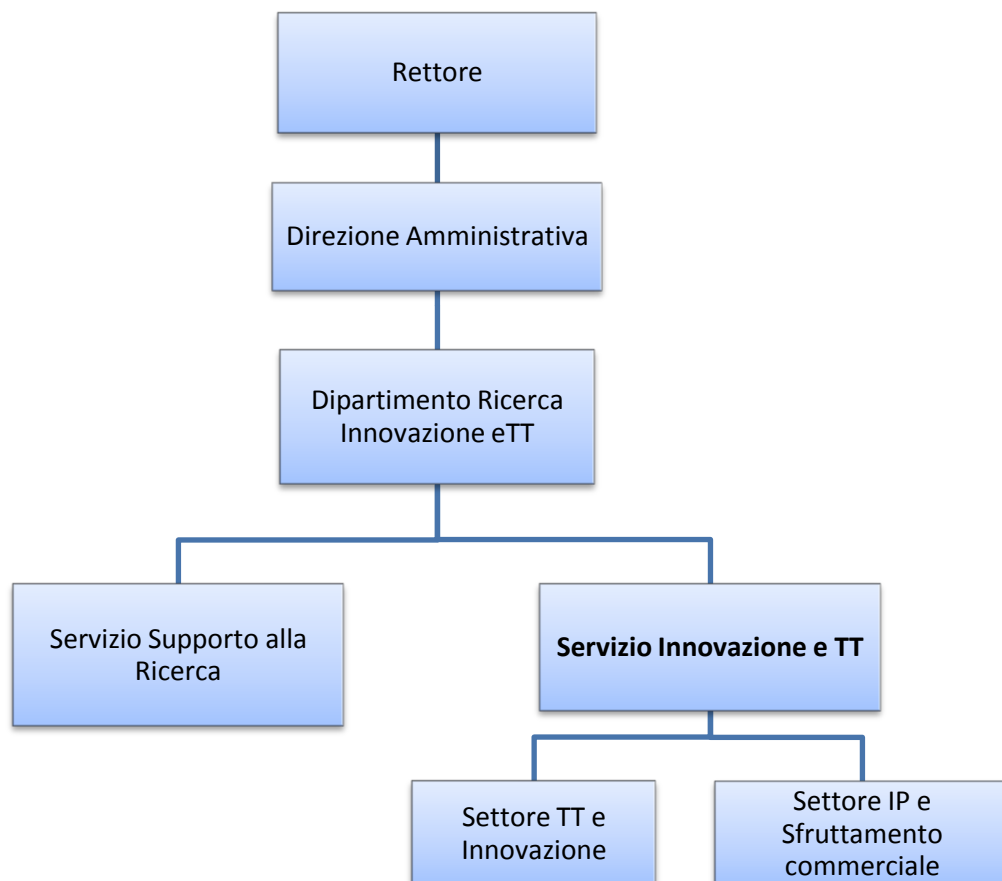 Rettore
Direzione Amministrativa
Dipartimento Ricerca
Innovazione eTT
Servizio Supporto alla
Ricerca
Servizio Innovazione e TT
Settore TT e
Innovazione
Settore IP e
Sfruttamento
commerciale